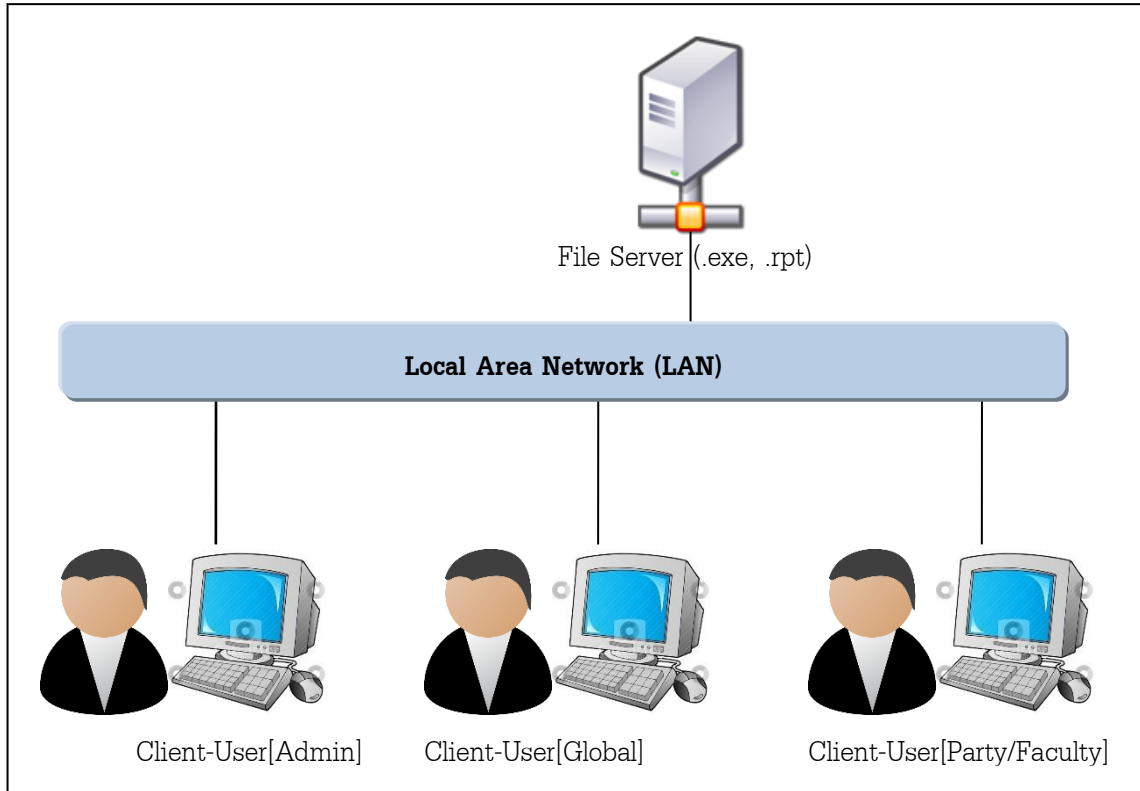 File Server (.exe, .rpt)
Local Area Network (LAN)
Client-User[Admin]
Client-User[Global]
Client-User[Party/Faculty]